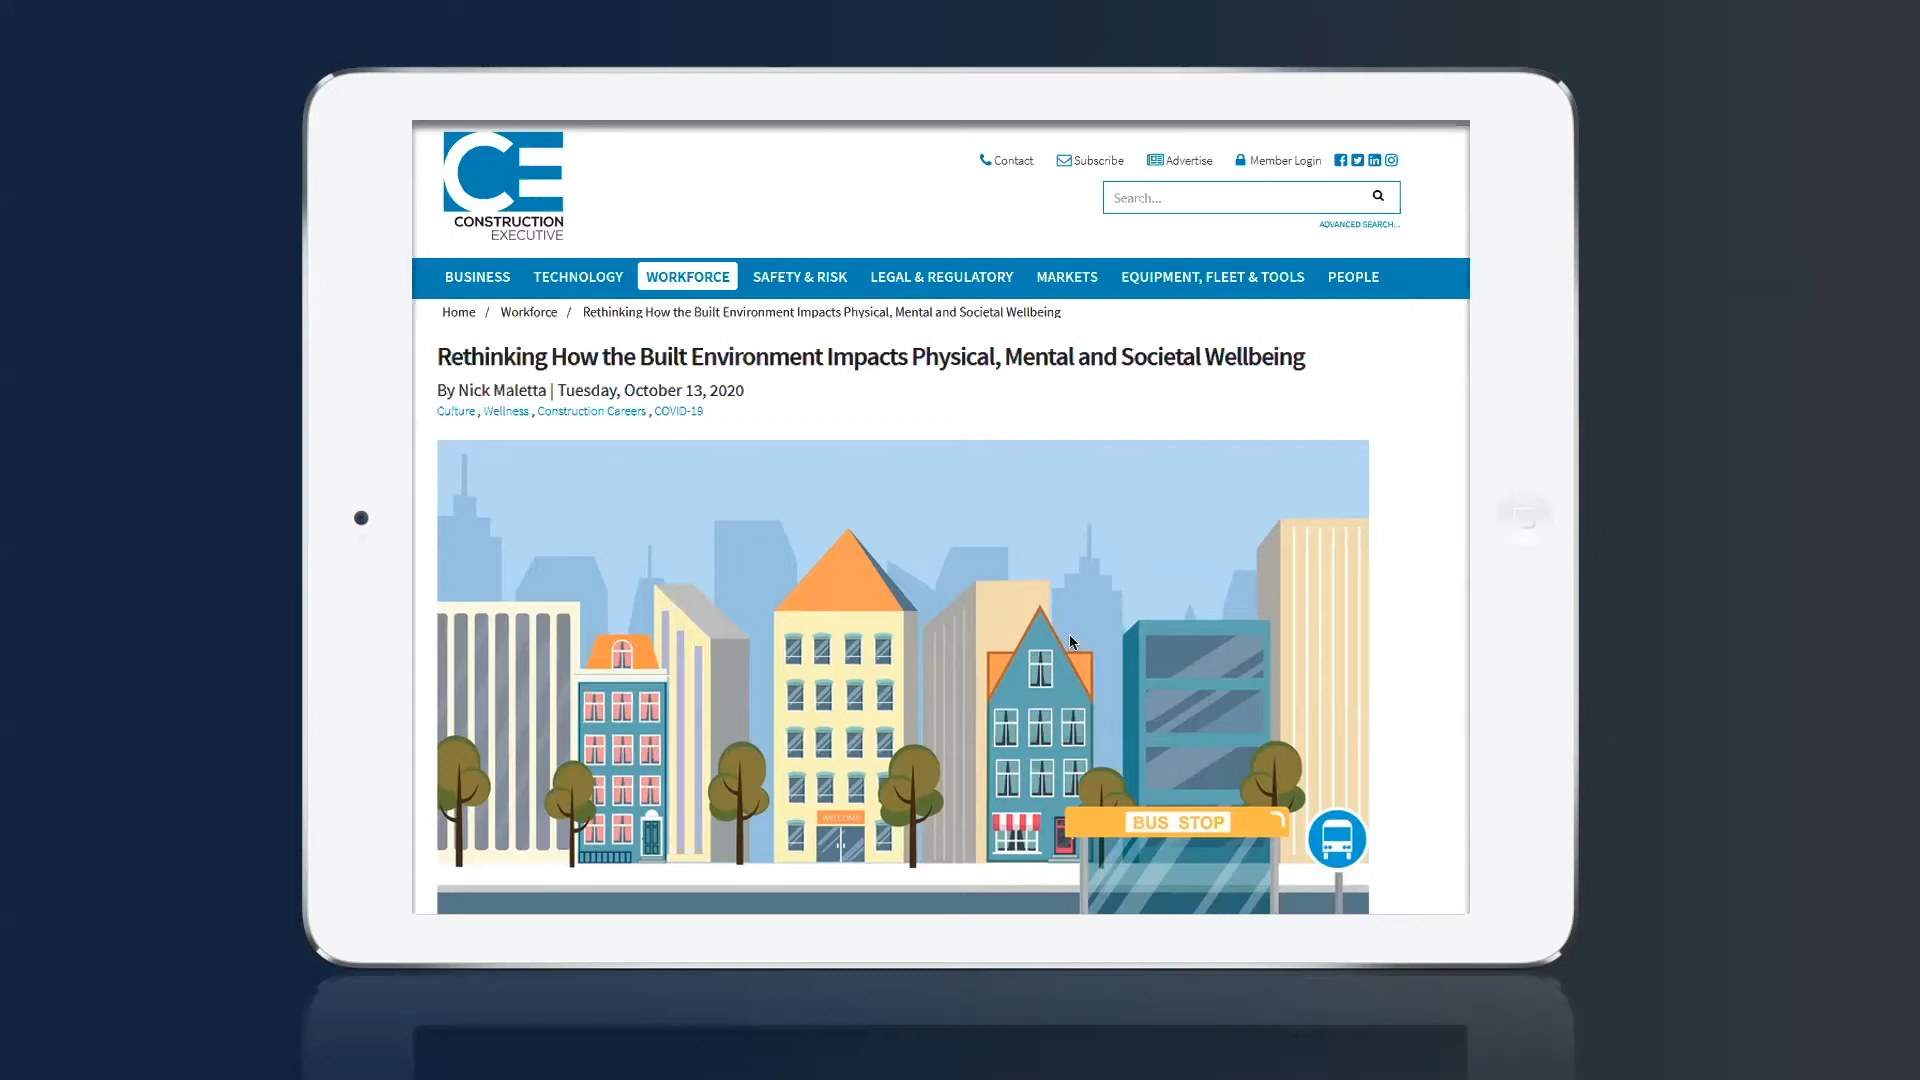 CE
CONSTRUCTION
EXECUTIVE
Contact
Subscribe
Advertise
Member Login
Search...
ADVANCED SEARCH...
BUSINESS TECHNOLOGY WORKFORCE SAFETY & RISK LEGAL & REGULATORY MARKETS EQUIPMENT, FLEET & TOOLS PEOPLE
Home / Workforce / Rethinking How the Built Environment Impacts Physical, Mental and Societal Wellbeing
Rethinking How the Built Environment Impacts Physical, Mental and Societal Wellbeing
By Nick Maletta | Tuesday, October 13, 2020
Culture , Wellness , Construction Careers , COVID-19
WELCOME
BUS STOP